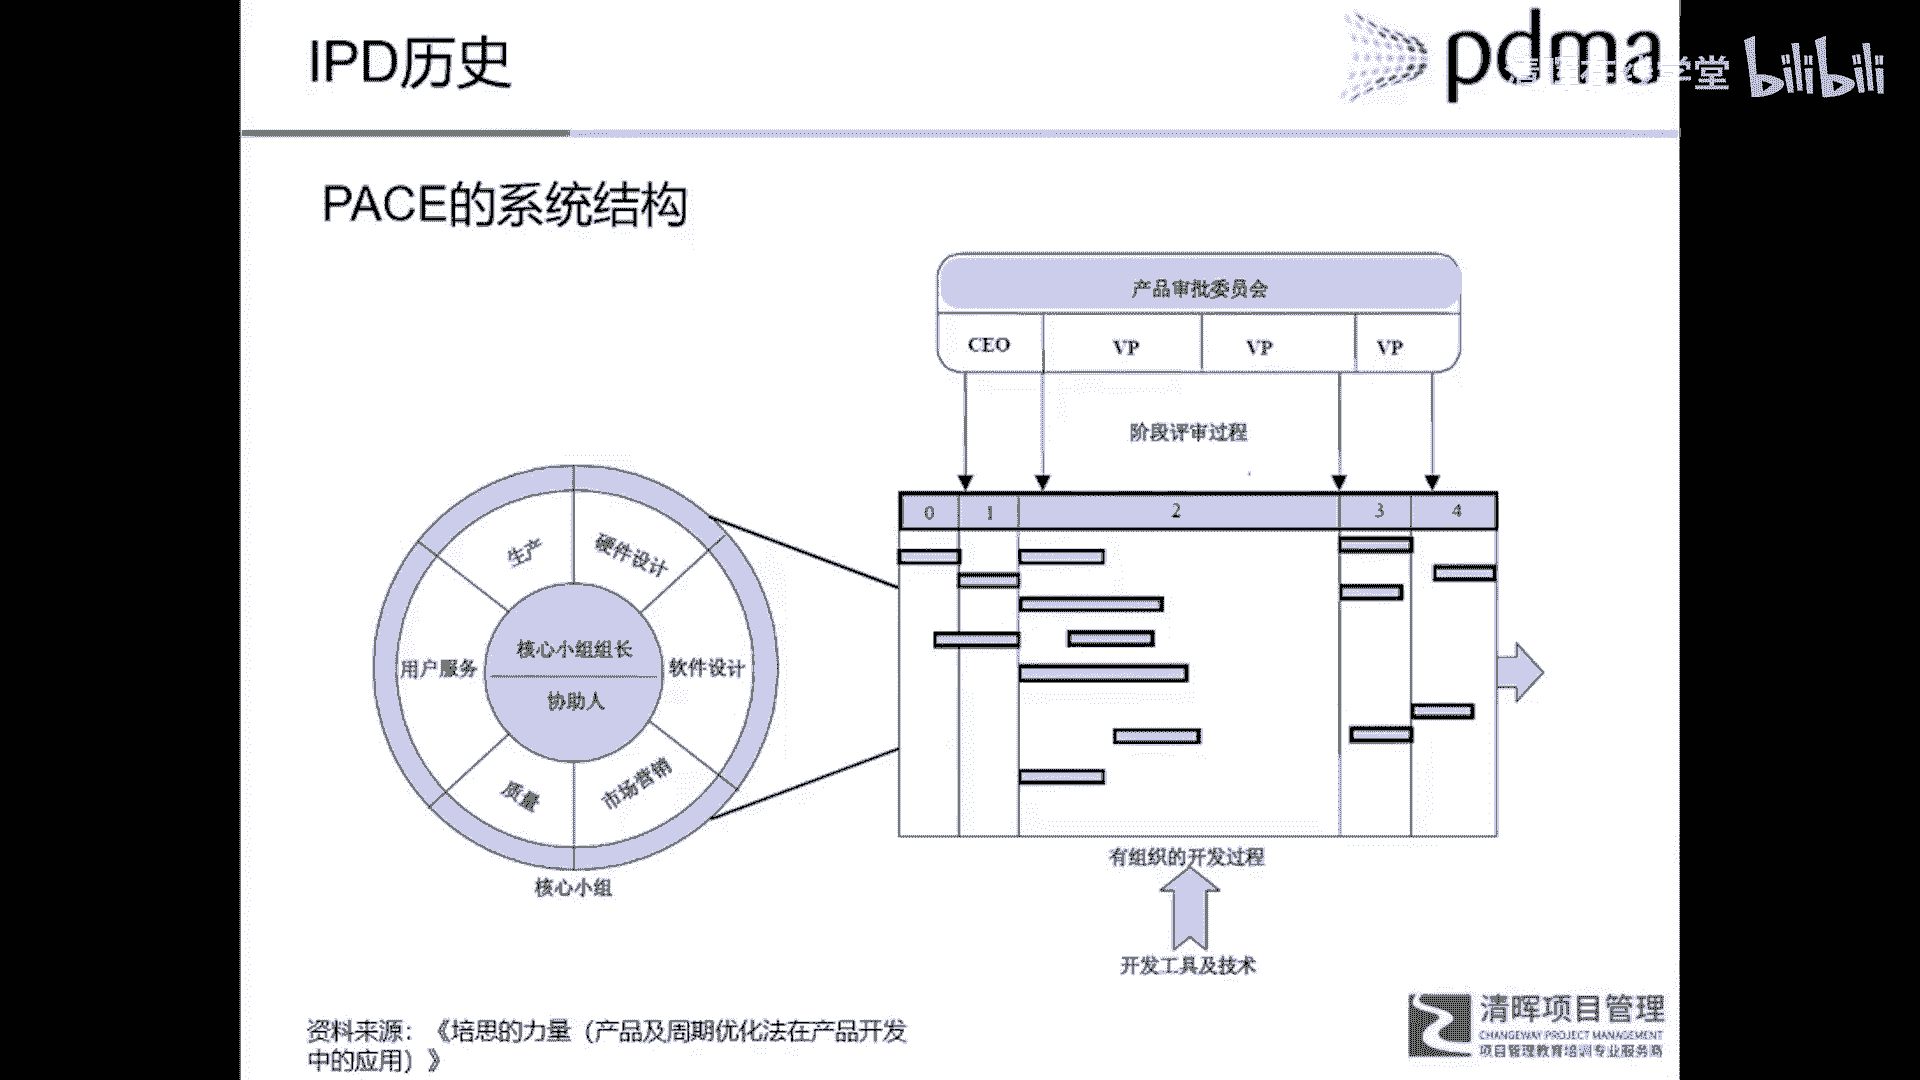 IPD历史
pdma
学堂 bilibili
PACE的系统结构
产品审批委员会
CEO VP VP VP
阶段评审过程
0 1 2 3 4
生产
硬件设计
用户服务
核心小组组长
软件设计
协助人
质量
市场营销
核心小组
有组织的开发过程
开发工具及技术
资料来源：《培思的力量（产品及周期优化法在产品开发
中的应用）》
清晖项目管理
CHANGEWAY PROJECT MANAGEMENT
项目管理教育培训专业服务商